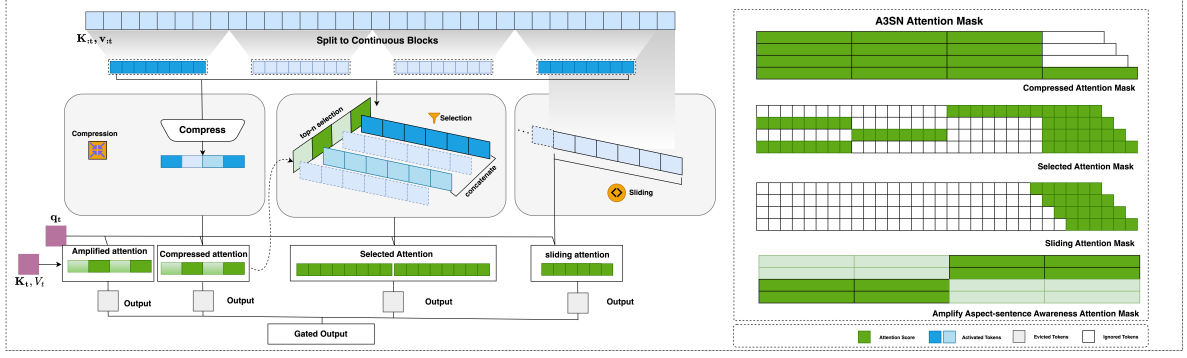 K:t, v:t
Split to Continuous Blocks
Compression
Compress
top-n selection
Selection
concatenate
Sliding
qt
Kt, Vt
Amplified attention
Compressed attention
Selected Attention
sliding attention
Output
Output
Output
Output
Gated Output
A3SN Attention Mask
Compressed Attention Mask
Selected Attention Mask
Sliding Attention Mask
Amplify Aspect-sentence Awareness Attention Mask
Attention Score
Activated Tokens
Evicted Tokens
Ignored Tokens